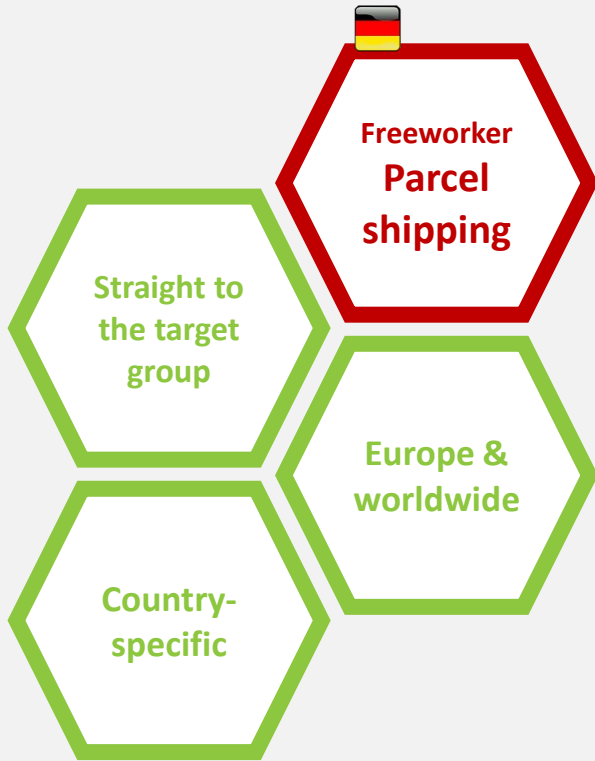 Freeworker
Parcel
shipping
Straight to
the target
group
Europe &
worldwide
Country-
specific